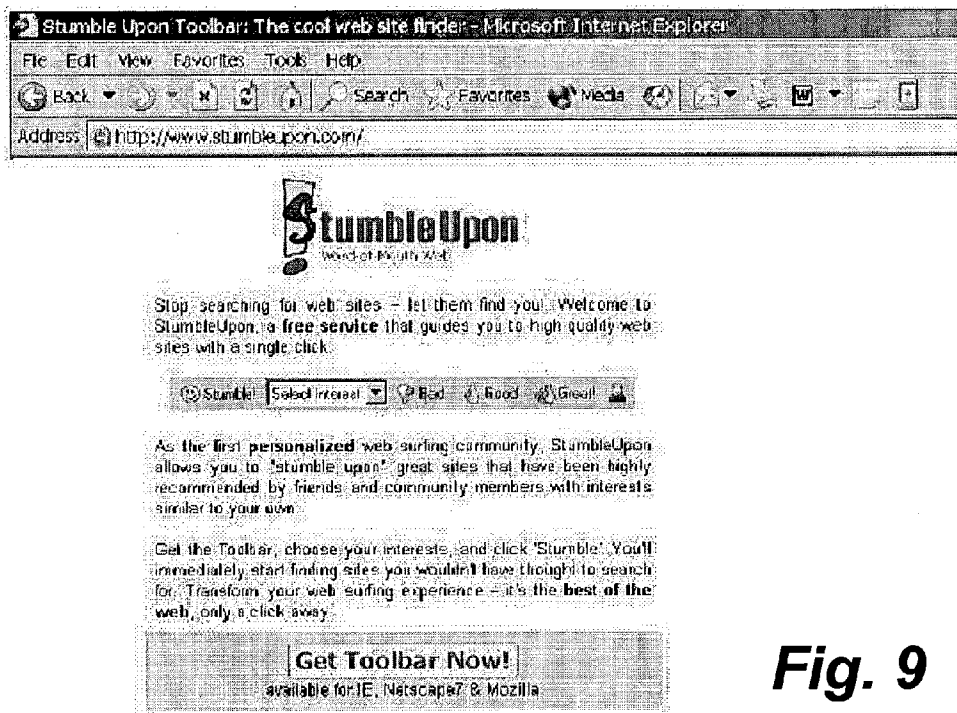 Stumble Upon Toolbar: The cool web site finder - Microsoft Internet Explorer
File Edit View Favorites Tools Help
Back Search Favorites Media W
Address http://www.stumbleupon.com/
StumbleUpon
Word-of-Mouth Web
Stop searching for web sites – let them find you! Welcome to
StumbleUpon, a free service that guides you to high quality web
sites with a single click.
Stumble! Select Interest Bad Good Great!
As the first personalized web surfing community, StumbleUpon
allows you to "stumble upon" great sites that have been highly
recommended by friends and community members with interests
similar to your own.
Get the Toolbar, choose your interests, and click 'Stumble'. You'll
immediately start finding sites you wouldn't have thought to search
for. Transform your web surfing experience – it's the best of the
web, only a click away.
Get Toolbar Now!
available for IE, Netscape7 & Mozilla
Fig. 9